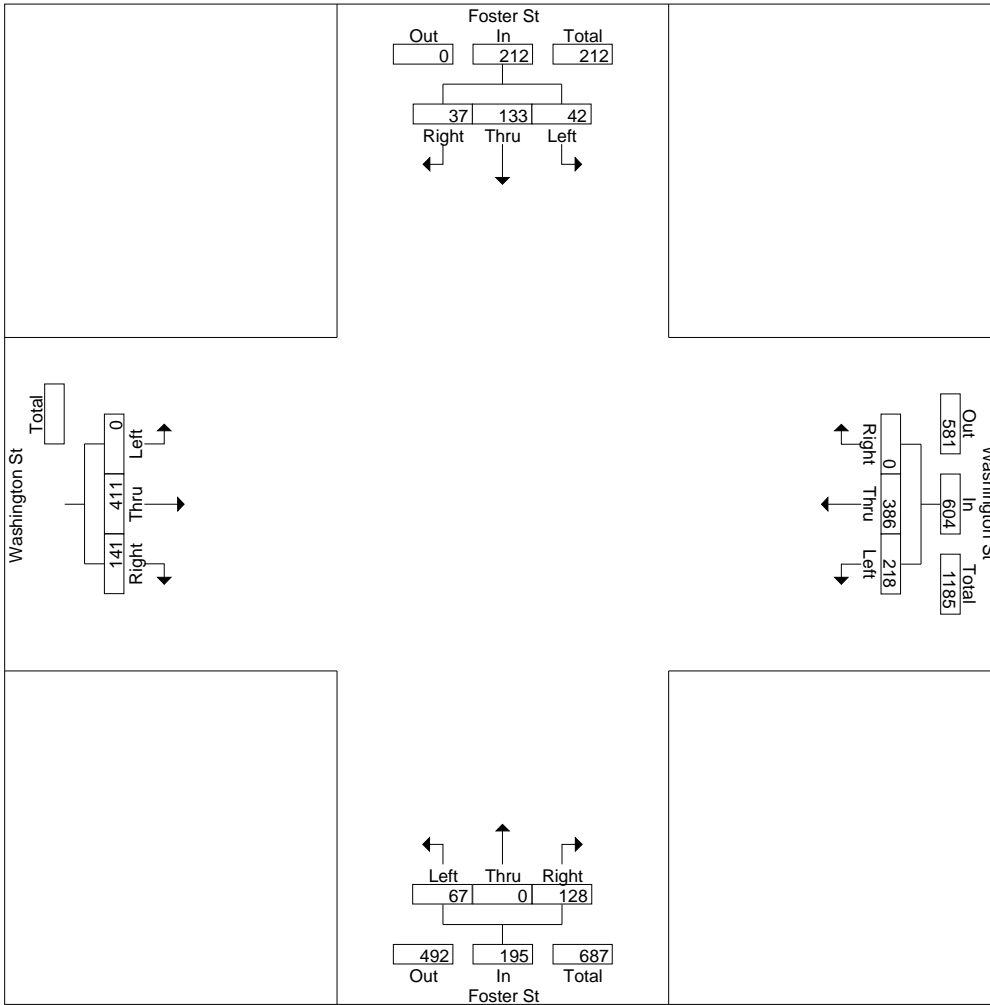 Foster St
Out In Total
0 212 212
37 133 42
Right Thru Left
Washington St
Total
0 411 141
Left Thru Right
Washington St
Out In Total
581 604 1185
0 386 218
Right Thru Left
Left Thru Right
67 0 128
492 195 687
Out In Total
Foster St